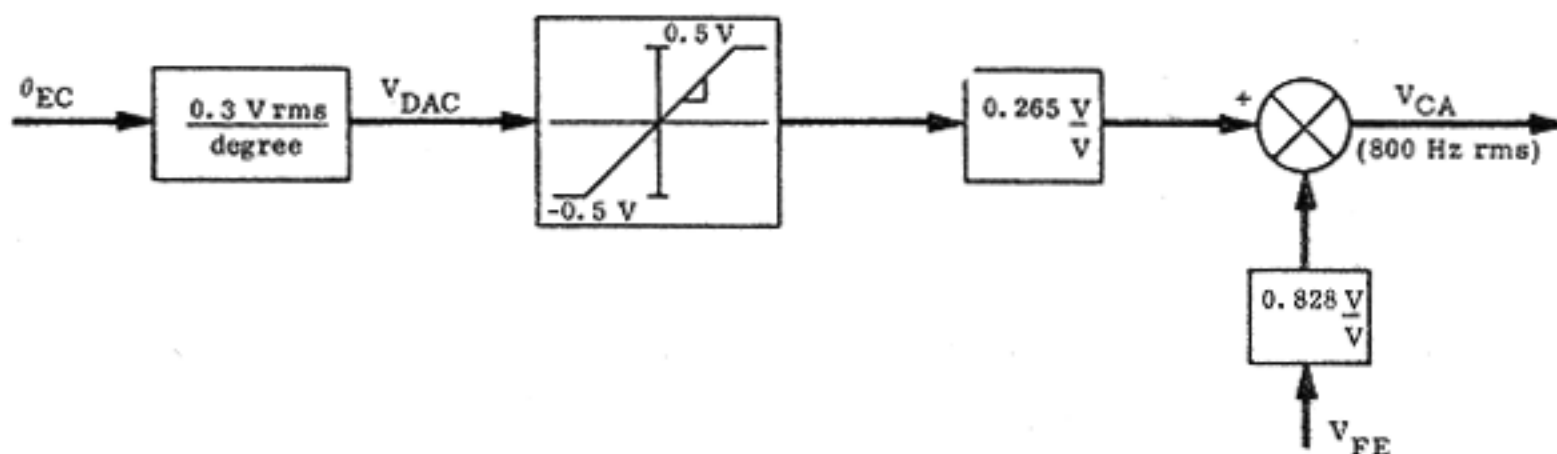 θEC
0.3 V rms
degree
VDAC
0.5 V
-0.5 V
0.265 V
V
+
VCA
(800 Hz rms)
0.828 V
V
VFE